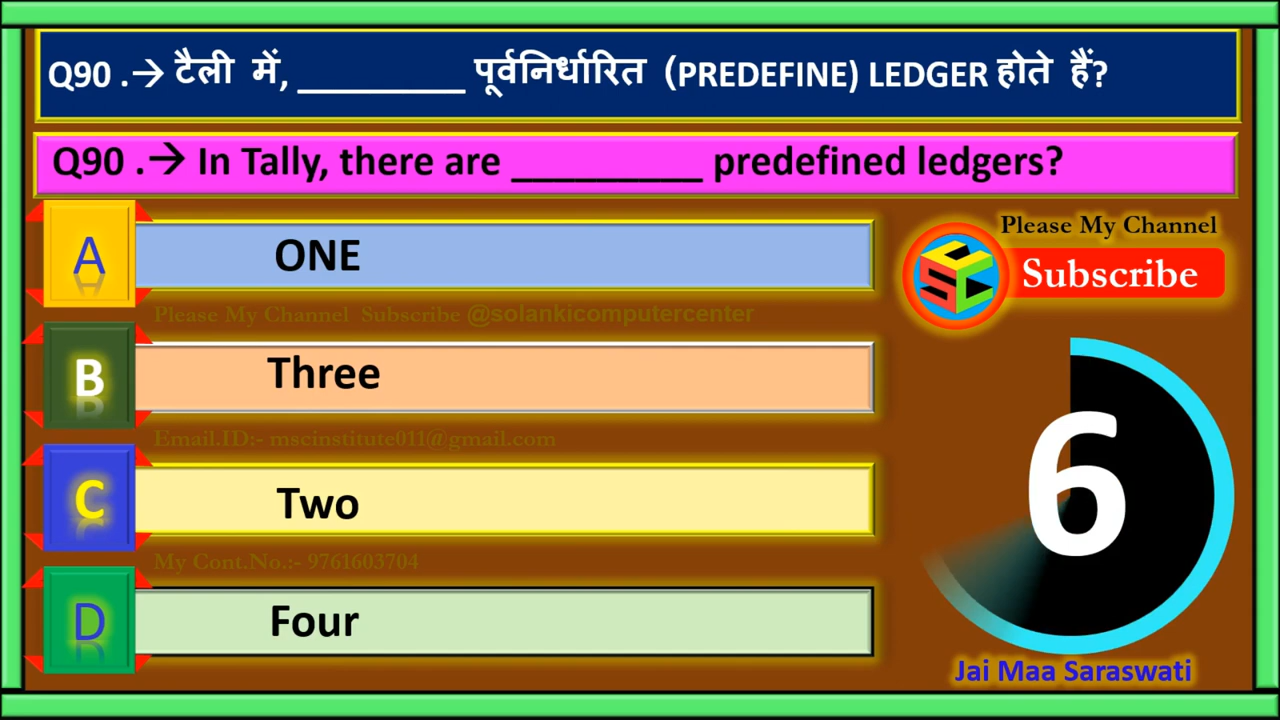 Q90 .→ टैली में, _________ पूर्वनिर्धारित (PREDEFINE) LEDGER होते हैं?
Q90 .→ In Tally, there are _________ predefined ledgers?
A ONE
Please My Channel Subscribe @solankicomputercenter
B Three
Email.ID:- mscinstitute011@gmail.com
C Two
My Cont.No.:- 9761603704
D Four
Please My Channel
SCC Subscribe
6
Jai Maa Saraswati